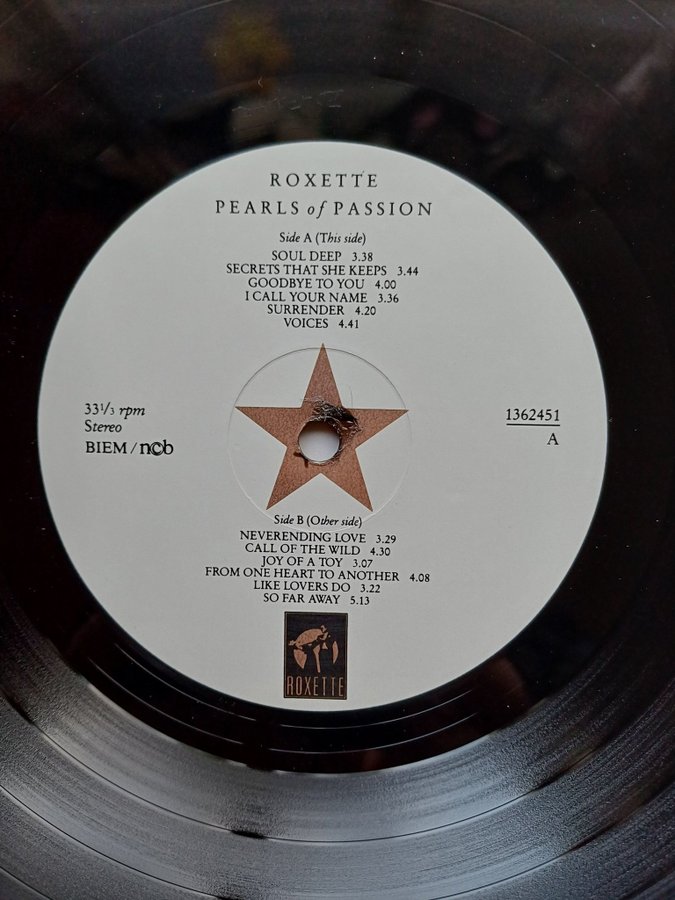 ROXETTE
PEARLS of PASSION
Side A (This side)
SOUL DEEP 3.38
SECRETS THAT SHE KEEPS 3.44
GOODBYE TO YOU 4.00
I CALL YOUR NAME 3.36
SURRENDER 4.20
VOICES 4.41
33 1/3 rpm
Stereo
BIEM / n©b
1362451
A
Side B (Other side)
NEVERENDING LOVE 3.29
CALL OF THE WILD 4.30
JOY OF A TOY 3.07
FROM ONE HEART TO ANOTHER 4.08
LIKE LOVERS DO 3.22
SO FAR AWAY 5.13
ROXETTE